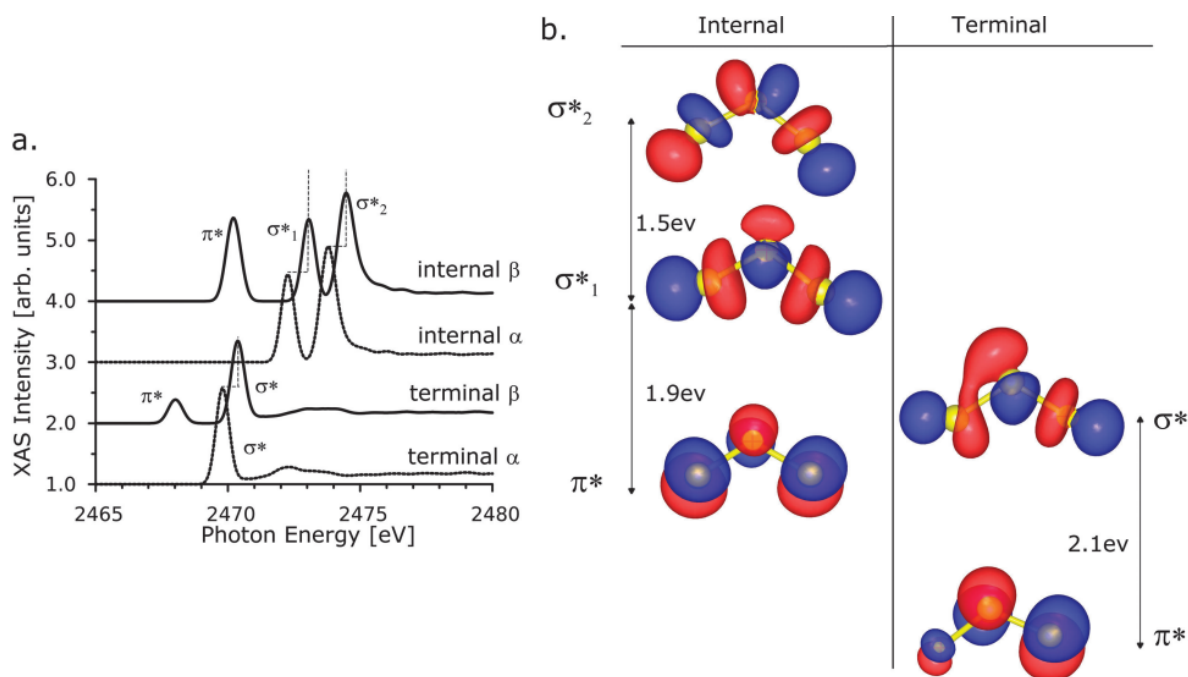 a.
XAS Intensity [arb. units]
6.0
5.0
4.0
3.0
2.0
1.0
π*
σ*1
σ*2
internal β
internal α
π*
σ*
terminal β
σ*
terminal α
2465 2470 2475 2480
Photon Energy [eV]
b.
Internal Terminal
σ*2
1.5ev
σ*1
1.9ev
π*
σ*
2.1ev
π*